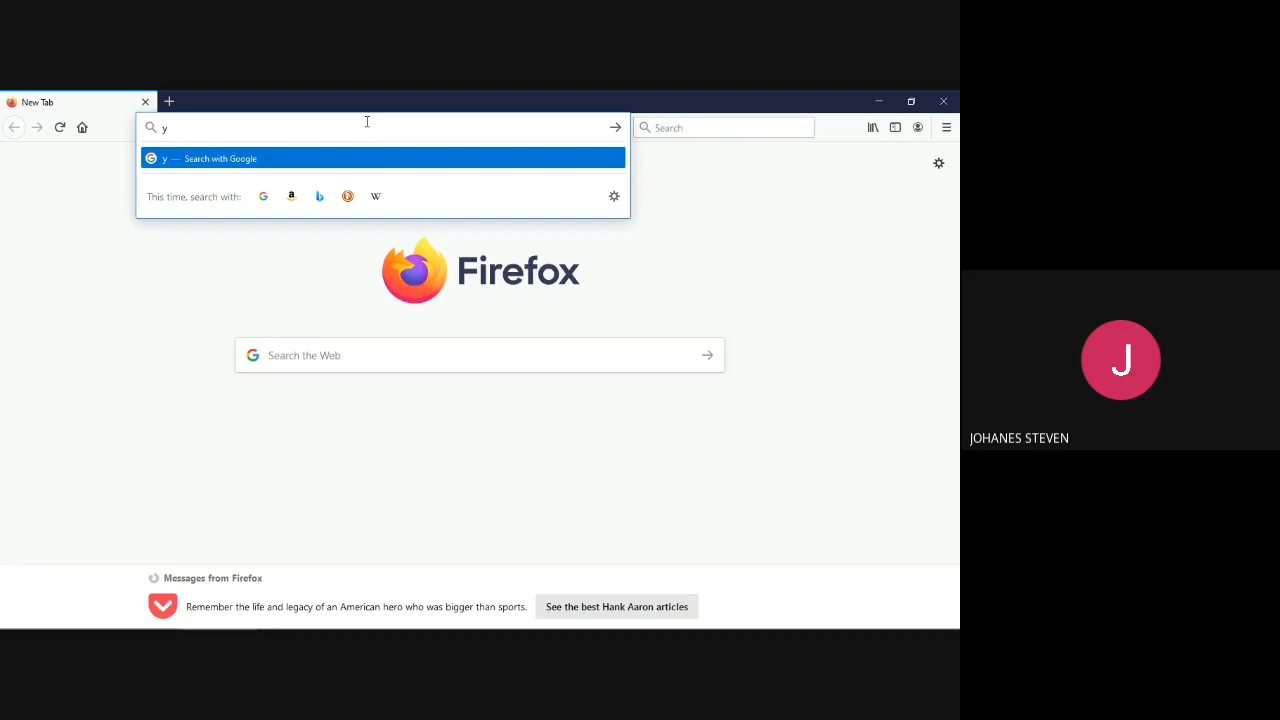 New Tab
y
Search
y — Search with Google
This time, search with:
Firefox
Search the Web
Messages from Firefox
Remember the life and legacy of an American hero who was bigger than sports.
See the best Hank Aaron articles
J
JOHANES STEVEN